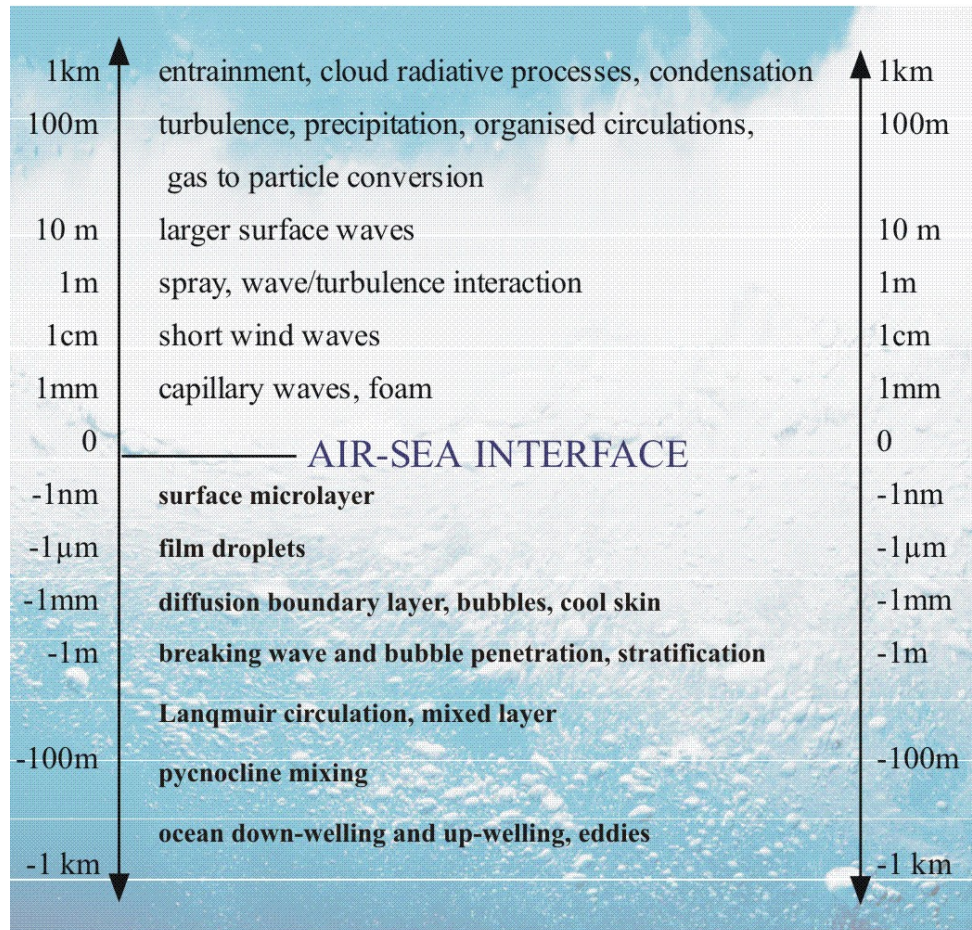 1km entrainment, cloud radiative processes, condensation 1km
100m turbulence, precipitation, organised circulations, 100m
gas to particle conversion
10 m larger surface waves 10 m
1m spray, wave/turbulence interaction 1m
1cm short wind waves 1cm
1mm capillary waves, foam 1mm
0 AIR-SEA INTERFACE 0
-1nm surface microlayer -1nm
-1µm film droplets -1µm
-1mm diffusion boundary layer, bubbles, cool skin -1mm
-1m breaking wave and bubble penetration, stratification -1m
Lanqmuir circulation, mixed layer
-100m pycnocline mixing -100m
ocean down-welling and up-welling, eddies
-1 km -1 km